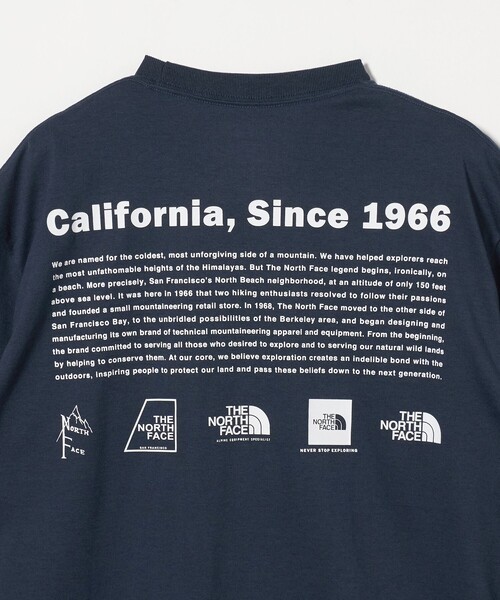 California, Since 1966
We are named for the coldest, most unforgiving side of a mountain. We have helped explorers reach
the most unfathomable heights of the Himalayas. But The North Face legend begins, ironically, on
a beach. More precisely, San Francisco's North Beach neighborhood, at an altitude of only 150 feet
above sea level. It was here in 1966 that two hiking enthusiasts resolved to follow their passions
and founded a small mountaineering retail store. In 1968, The North Face moved to the other side of
San Francisco Bay, to the unbridled possibilities of the Berkeley area, and began designing and
manufacturing its own brand of technical mountaineering apparel and equipment. From the beginning,
the brand committed to serving all those who desired to explore and to serving our natural wild lands
by helping to conserve them. At our core, we believe exploration creates an indelible bond with the
outdoors, inspiring people to protect our land and pass these beliefs down to the next generation.
North
Face
THE
NORTH
FACE
SAN FRANCISCO
THE
NORTH
FACE
ALPINE EQUIPMENT SPECIALIST
THE
NORTH
FACE
NEVER STOP EXPLORING
THE
NORTH
FACE